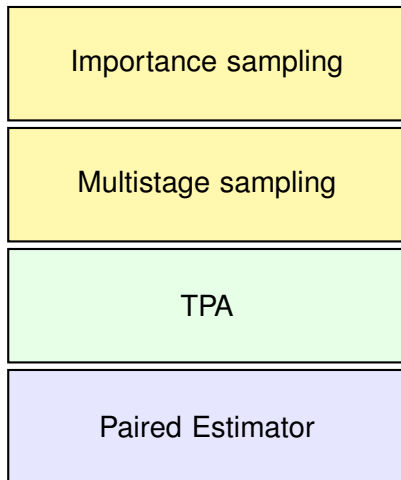 Importance sampling
Multistage sampling
TPA
Paired Estimator